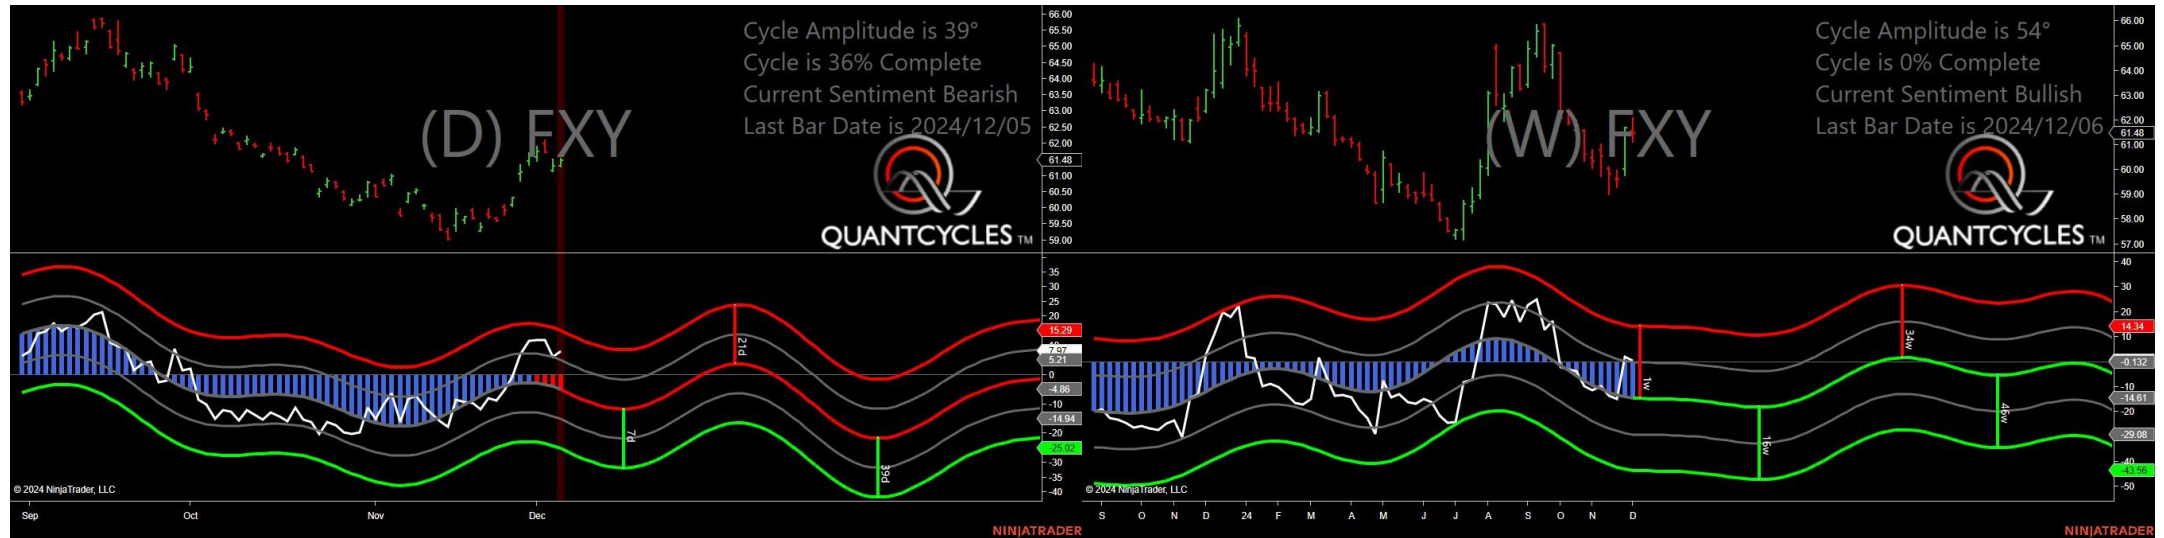 Cycle Amplitude is 39°
Cycle is 36% Complete
Current Sentiment Bearish
Last Bar Date is 2024/12/05
(D) FXY
QUANTCYCLES TM
66.00
65.50
65.00
64.50
64.00
63.50
63.00
62.50
62.00
61.48
61.00
60.50
60.00
59.50
59.00
35
30
25
20
15.29
7.97
5.21
0
-4.86
-10
-14.94
-20
-25.02
-30
-35
-40
21d
7d
39d
© 2024 NinjaTrader, LLC
Sep Oct Nov Dec
NINJATRADER
Cycle Amplitude is 54°
Cycle is 0% Complete
Current Sentiment Bullish
Last Bar Date is 2024/12/06
(W) FXY
QUANTCYCLES TM
66.00
65.00
64.00
63.00
62.00
61.48
61.00
60.00
59.00
58.00
57.00
40
30
20
14.34
10
-0.132
-10
-14.61
-20
-29.08
-40
-43.56
-50
34w
1w
16w
46w
© 2024 NinjaTrader, LLC
S O N D 24 F M A M J J A S O N D
NINJATRADER